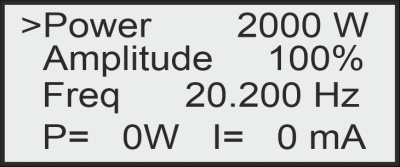 >Power 2000 W
Amplitude 100%
Freq 20.200 Hz
P= 0W I= 0 mA